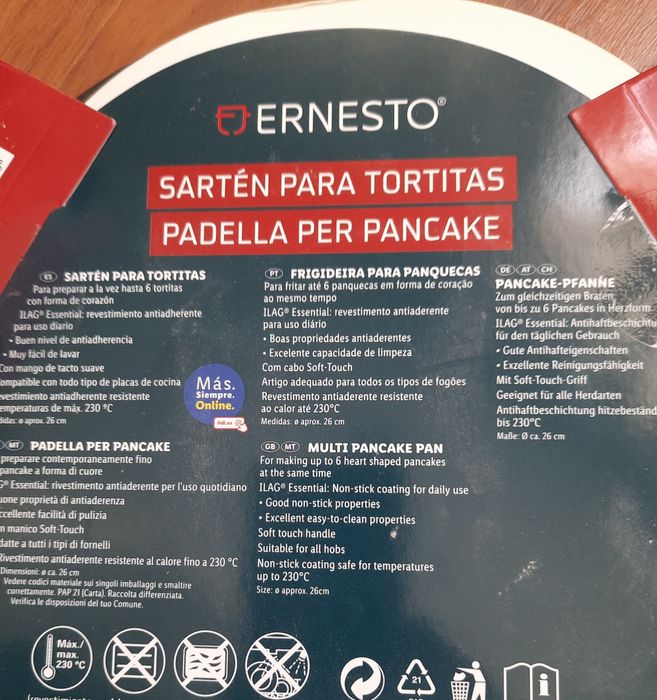 ERNESTO®
SARTÉN PARA TORTITAS
PADELLA PER PANCAKE
ES SARTÉN PARA TORTITAS
Para preparar a la vez hasta 6 tortitas
con forma de corazón
ILAG® Essential: revestimiento antiadherente
para uso diario
• Buen nivel de antiadherencia
• Muy fácil de lavar
Con mango de tacto suave
ompatible con todo tipo de placas de cocina
evestimiento antiadherente resistente
emperaturas de máx. 230 °C
didas: ø aprox. 26 cm
Más.
Siempre.
Online.
lidl.es
MT PADELLA PER PANCAKE
preparare contemporaneamente fino
pancake a forma di cuore
G® Essential: rivestimento antiaderente per l'uso quotidiano
uone proprietà di antiaderenza
ccellente facilità di pulizia
n manico Soft-Touch
datte a tutti i tipi di fornelli
Rivestimento antiaderente resistente al calore fino a 230 °C
Dimensioni: ø ca. 26 cm
Vedere codici materiale sui singoli imballaggi e smaltire
correttamente. PAP 21 (Carta). Raccolta differenziata.
Verifica le disposizioni del tuo Comune.
PT FRIGIDEIRA PARA PANQUECAS
Para fritar até 6 panquecas em forma de coração
ao mesmo tempo
ILAG® Essential: revestimento antiaderente
para uso diário
• Boas propriedades antiaderentes
• Excelente capacidade de limpeza
Com cabo Soft-Touch
Artigo adequado para todos os tipos de fogões
Revestimento antiaderente resistente
ao calor até 230°C
Medidas: ø aprox. 26 cm
GB MT MULTI PANCAKE PAN
For making up to 6 heart shaped pancakes
at the same time
ILAG® Essential: Non-stick coating for daily use
• Good non-stick properties
• Excellent easy-to-clean properties
Soft touch handle
Suitable for all hobs
Non-stick coating safe for temperatures
up to 230°C
Size: ø approx. 26cm
DE AT CH
PANCAKE-PFANNE
Zum gleichzeitigen Braten
von bis zu 6 Pancakes in Herzform
ILAG® Essential: Antihaftbeschichtu
für den täglichen Gebrauch
• Gute Antihafteigenschaften
• Exzellente Reinigungsfähigkeit
Mit Soft-Touch-Griff
Geeignet für alle Herdarten
Antihaftbeschichtung hitzebeständ
bis 230°C
Maße: Ø ca. 26 cm
Máx./
max.
230 °C
21